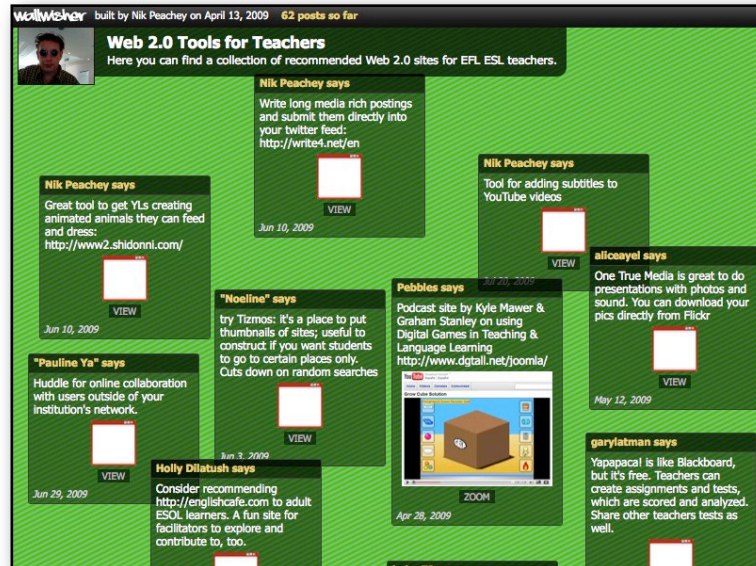 wallwisher built by Nik Peachey on April 13, 2009 62 posts so far
Web 2.0 Tools for Teachers
Here you can find a collection of recommended Web 2.0 sites for EFL ESL teachers.
Nik Peachey says
Write long media rich postings
and submit them directly into
your twitter feed:
http://write4.net/en
VIEW
Jun 10, 2009
Nik Peachey says
Tool for adding subtitles to
YouTube videos
VIEW
Jul 20, 2009
Nik Peachey says
Great tool to get YLs creating
animated animals they can feed
and dress:
http://www2.shidonni.com/
VIEW
Jun 10, 2009
aliceayel says
One True Media is great to do
presentations with photos and
sound. You can download your
pics directly from Flickr
VIEW
May 12, 2009
"Noeline" says
try Tizmos: it's a place to put
thumbnails of sites; useful to
construct if you want students
to go to certain places only.
Cuts down on random searches
VIEW
Jun 3, 2009
Pebbles says
Podcast site by Kyle Mawer &
Graham Stanley on using
Digital Games in Teaching &
Language Learning
http://www.dgtall.net/joomla/
YouTube
Grow Cube Solution
ZOOM
Apr 28, 2009
"Pauline Ya" says
Huddle for online collaboration
with users outside of your
institution's network.
VIEW
Jun 29, 2009
Holly Dilatush says
Consider recommending
http://englishcafe.com to adult
ESOL learners. A fun site for
facilitators to explore and
contribute to, too.
garylatman says
Yapapaca! is like Blackboard,
but it's free. Teachers can
create assignments and tests,
which are scored and analyzed.
Share other teachers tests as
well.